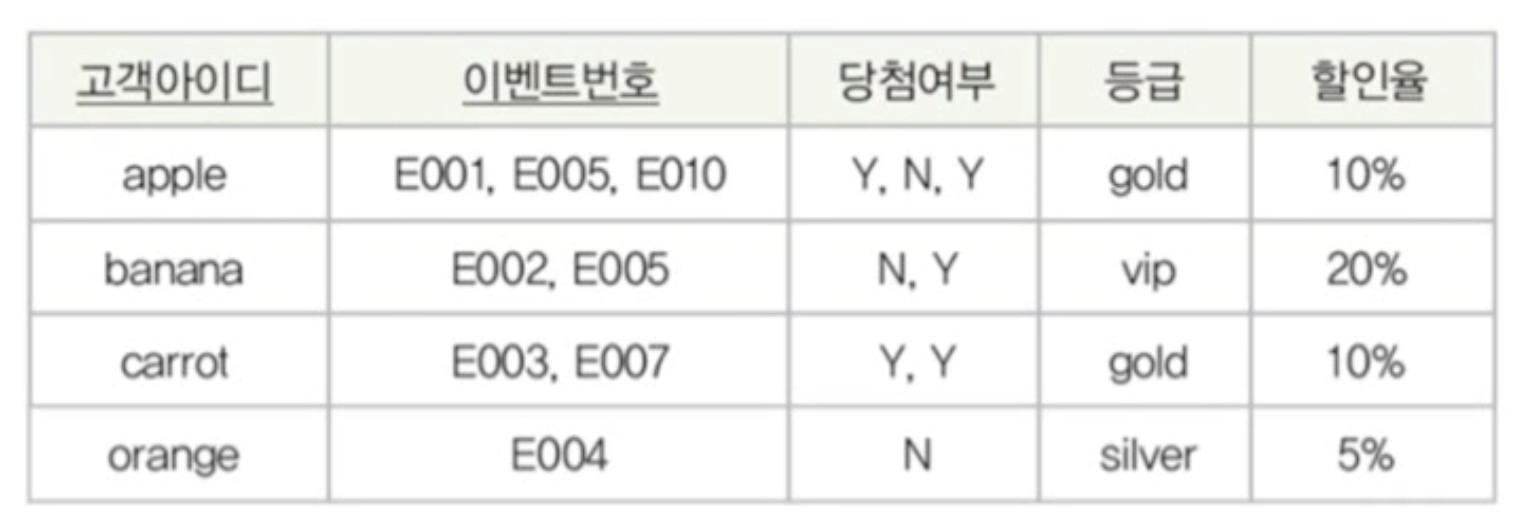 고객아이디 이벤트번호 당첨여부 등급 할인율
apple E001, E005, E010 Y, N, Y gold 10%
banana E002, E005 N, Y vip 20%
carrot E003, E007 Y, Y gold 10%
orange E004 N silver 5%